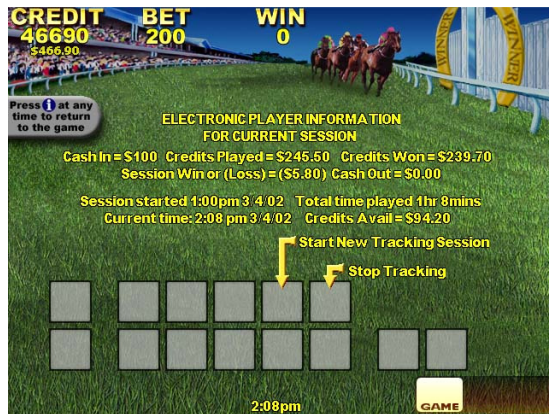 CREDIT BET WIN
46690 200 0
$466.90
WINNER
WINNER
Press i at any
time to return
to the game
ELECTRONIC PLAYER INFORMATION
FOR CURRENT SESSION
Cash In = $100 Credits Played = $245.50 Credits Won = $239.70
Session Win or (Loss) = ($5.80) Cash Out = $0.00
Session started 1:00pm 3/4/02 Total time played 1hr 8mins
Current time: 2:08 pm 3/4/02 Credits Avail = $94.20
Start New Tracking Session
Stop Tracking
GAME
2:08pm